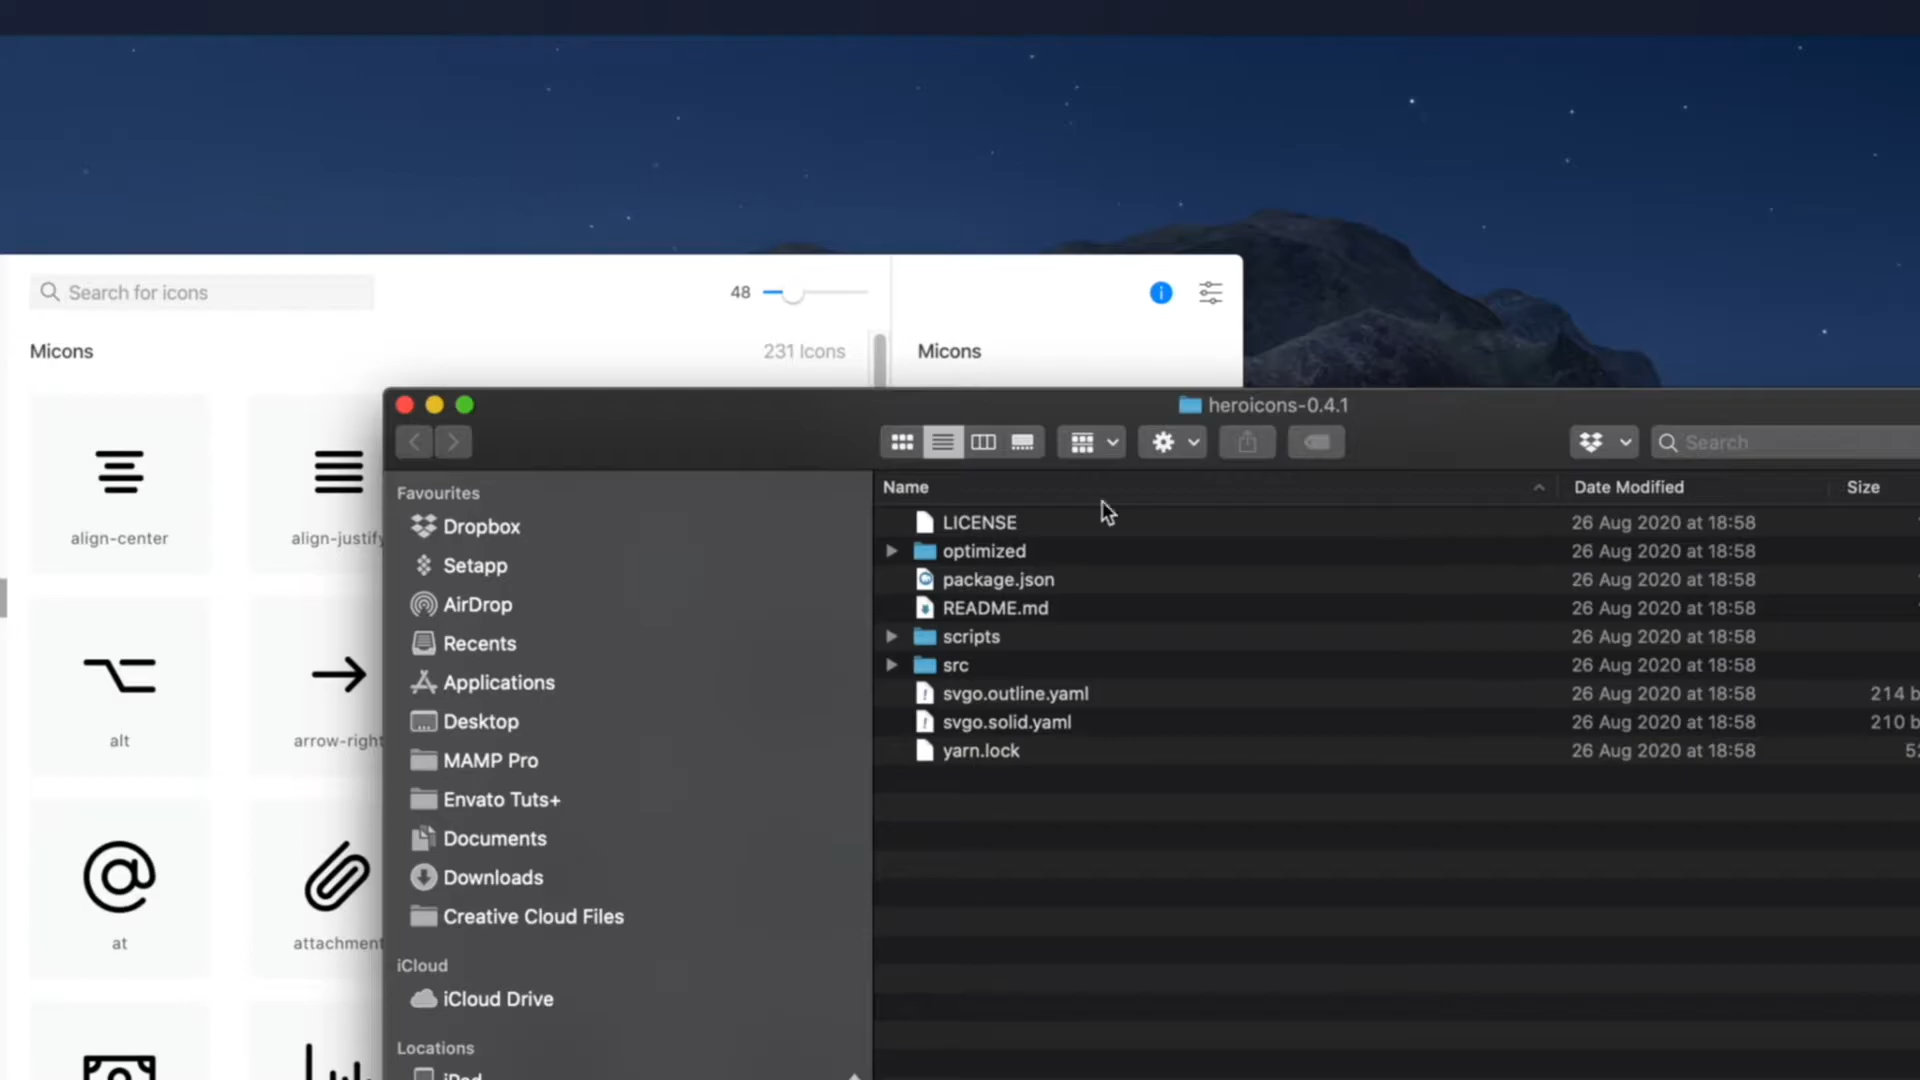 Search for icons
48
Micons
231 Icons
Micons
align-center
align-justify
alt
arrow-right
at
attachment
heroicons-0.4.1
Search
Favourites
Dropbox
Setapp
AirDrop
Recents
Applications
Desktop
MAMP Pro
Envato Tuts+
Documents
Downloads
Creative Cloud Files
iCloud
iCloud Drive
Locations
iPad
Name Date Modified Size
LICENSE 26 Aug 2020 at 18:58
optimized 26 Aug 2020 at 18:58
package.json 26 Aug 2020 at 18:58
README.md 26 Aug 2020 at 18:58
scripts 26 Aug 2020 at 18:58
src 26 Aug 2020 at 18:58
svgo.outline.yaml 26 Aug 2020 at 18:58 214 b
svgo.solid.yaml 26 Aug 2020 at 18:58 210 b
yarn.lock 26 Aug 2020 at 18:58